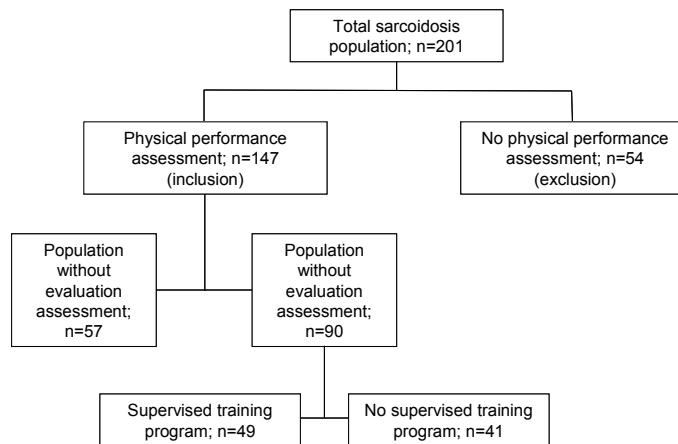 Total sarcoidosis
population; n=201
Physical performance
assessment; n=147
(inclusion)
No physical performance
assessment; n=54
(exclusion)
Population
without
evaluation
assessment;
n=57
Population
without
evaluation
assessment;
n=90
Supervised training
program; n=49
No supervised training
program; n=41